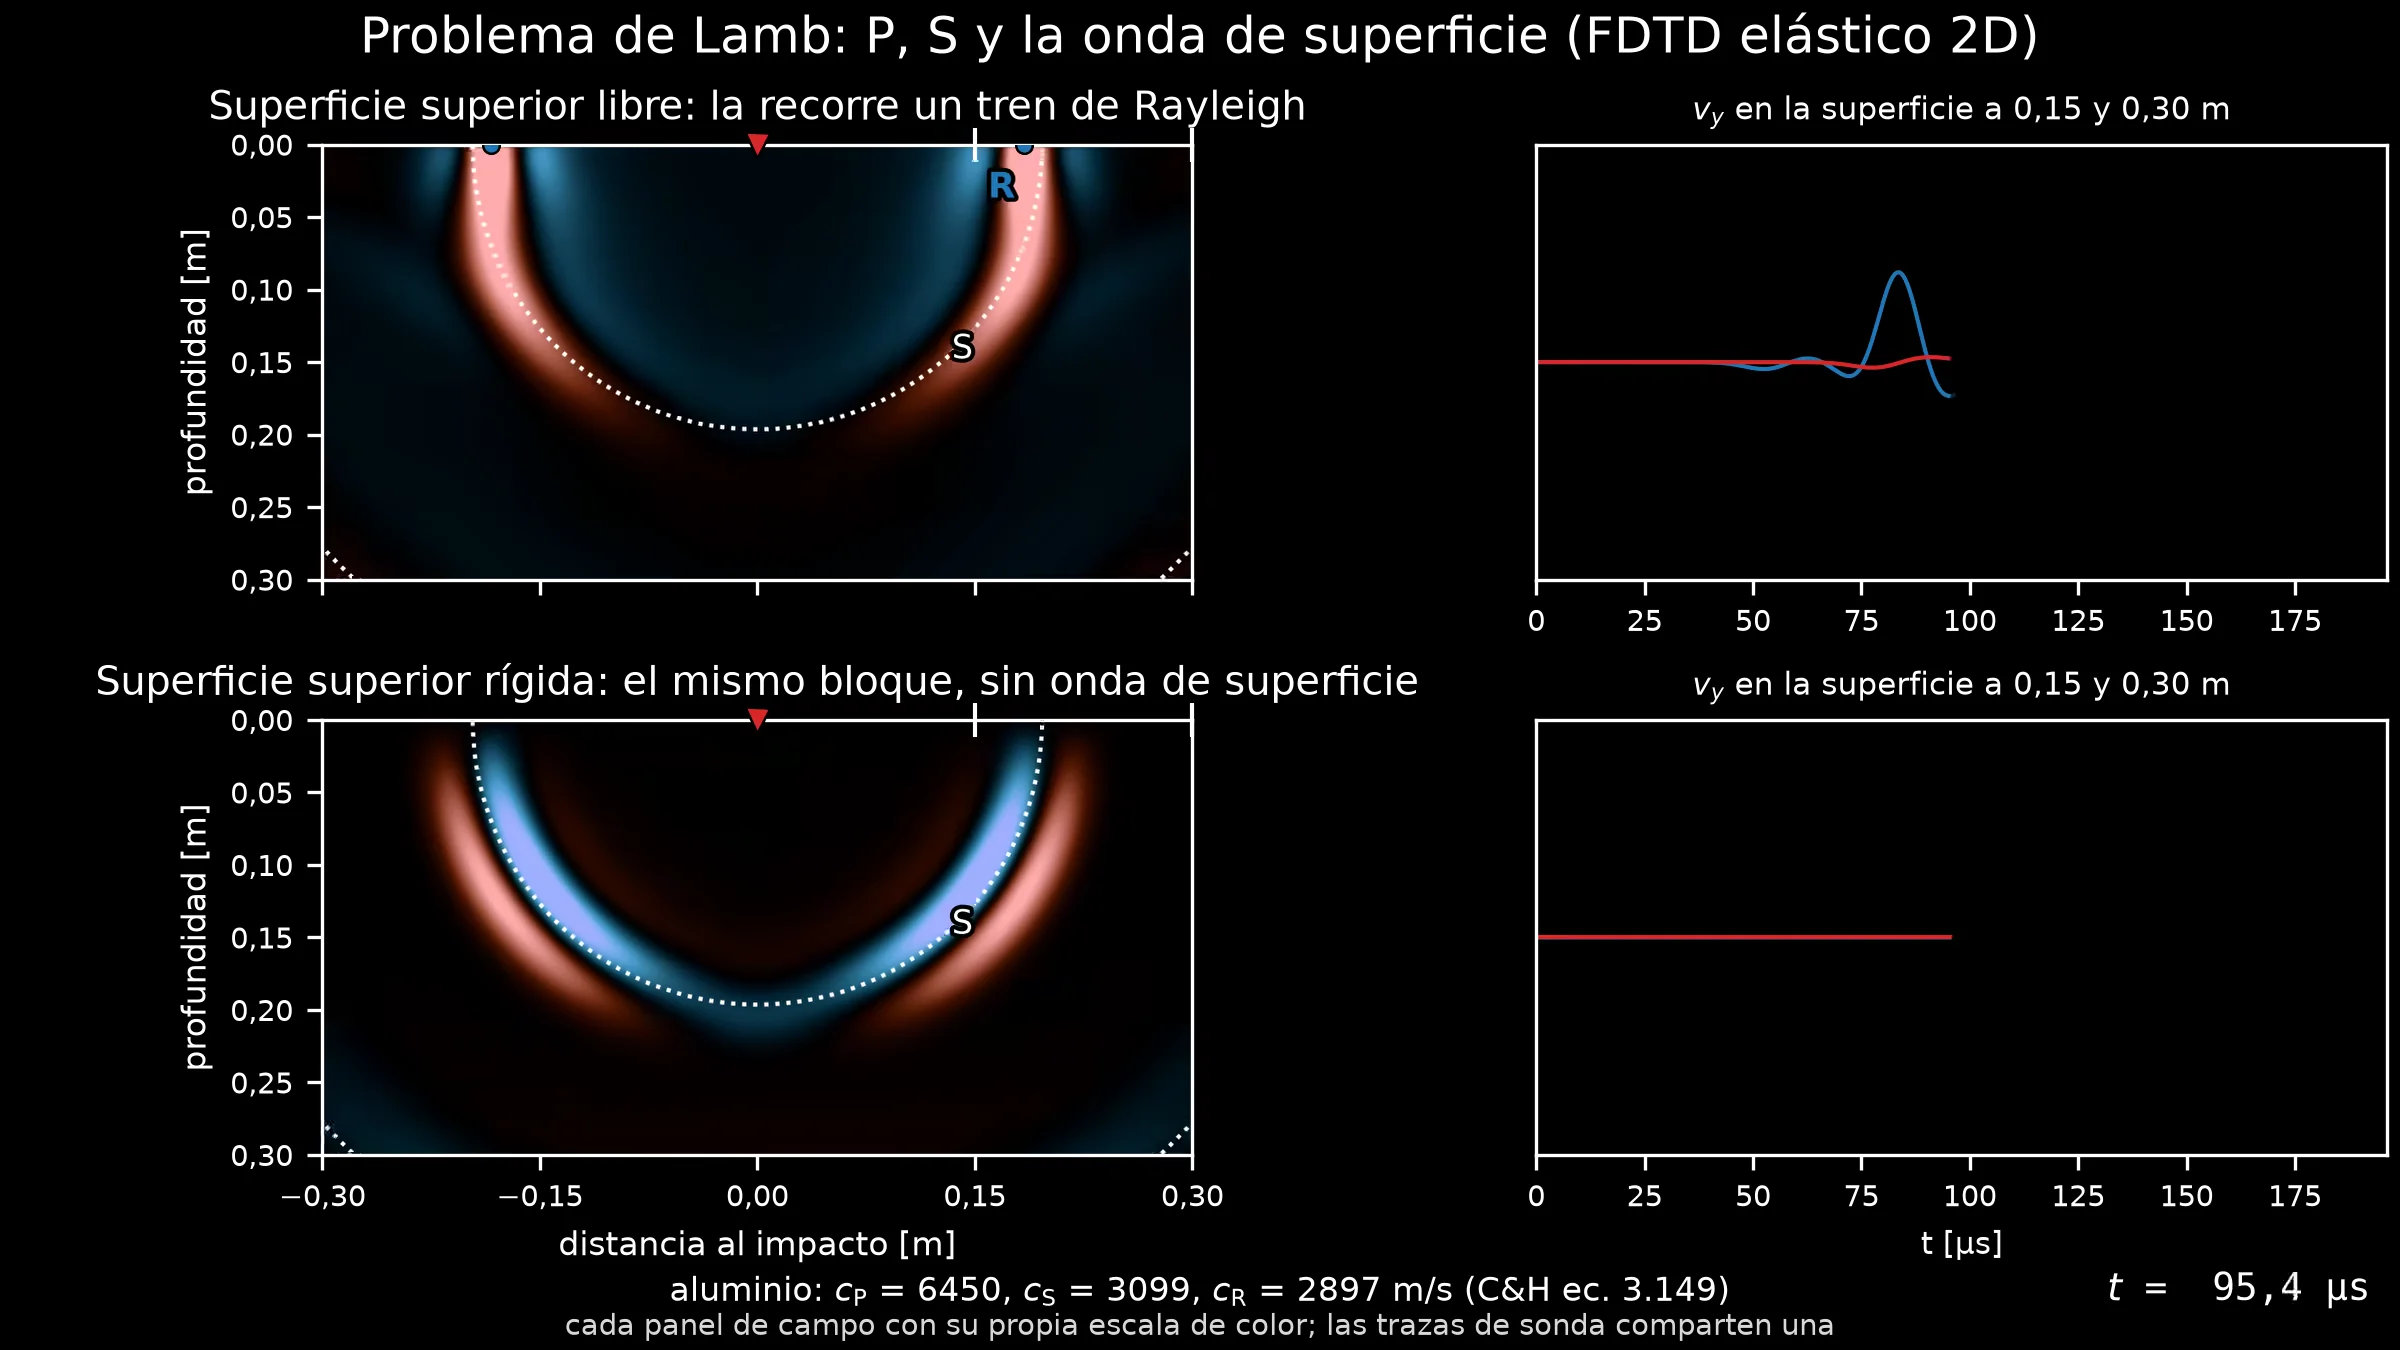 Problema de Lamb: P, S y la onda de superficie (FDTD elástico 2D)
Superficie superior libre: la recorre un tren de Rayleigh
v_y en la superficie a 0,15 y 0,30 m
profundidad [m]
0,00
0,05
0,10
0,15
0,20
0,25
0,30
R
S
0 25 50 75 100 125 150 175
Superficie superior rígida: el mismo bloque, sin onda de superficie
v_y en la superficie a 0,15 y 0,30 m
profundidad [m]
0,00
0,05
0,10
0,15
0,20
0,25
0,30
S
−0,30 −0,15 0,00 0,15 0,30
distancia al impacto [m]
0 25 50 75 100 125 150 175
t [µs]
aluminio: c_P = 6450, c_S = 3099, c_R = 2897 m/s (C&H ec. 3.149)
t = 95,4 µs
cada panel de campo con su propia escala de color; las trazas de sonda comparten una